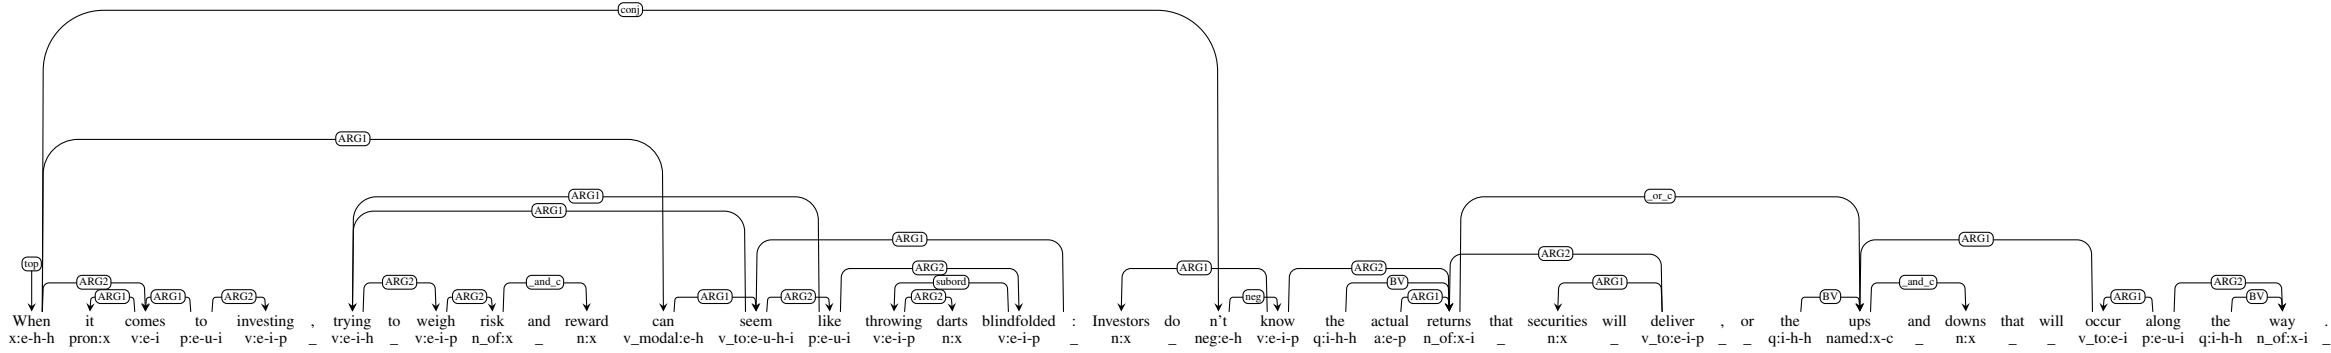 conj
ARG1
ARG1 _or_c
ARG1
ARG1 ARG1
ARG2
top ARG2 ARG1 ARG2
ARG2 ARG2 _and_c subord BV ARG1 _and_c ARG2
ARG1 ARG1 ARG2 ARG2 ARG1 ARG2 ARG2 neg ARG1 BV ARG1 BV
When it comes to investing , trying to weigh risk and reward can seem like throwing darts blindfolded : Investors do n't know the actual returns that securities will deliver , or the ups and downs that will occur along the way .
x:e-h-h pron:x v:e-i p:e-u-i v:e-i-p _ v:e-i-h _ v:e-i-p n_of:x _ n:x v_modal:e-h v_to:e-u-h-i p:e-u-i v:e-i-p n:x v:e-i-p _ n:x _ neg:e-h v:e-i-p q:i-h-h a:e-p n_of:x-i _ n:x _ v_to:e-i-p _ _ q:i-h-h named:x-c _ n:x _ _ v_to:e-i p:e-u-i q:i-h-h n_of:x-i _